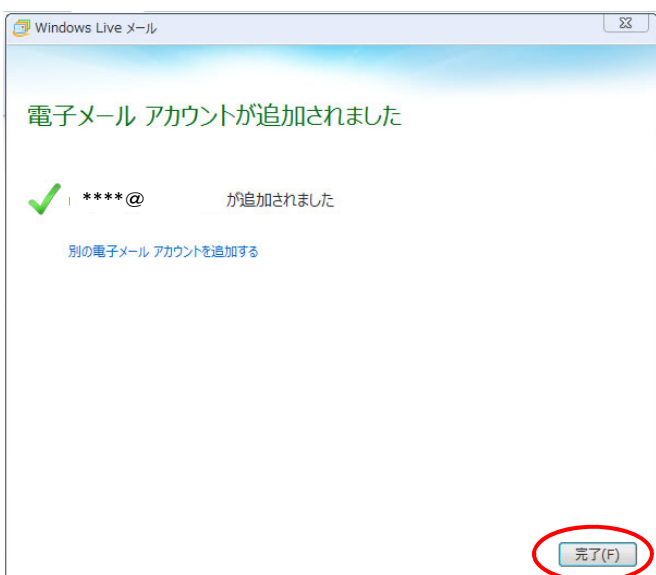 Windows Live メール
電子メール アカウントが追加されました
****@ が追加されました
別の電子メール アカウントを追加する
完了(F)